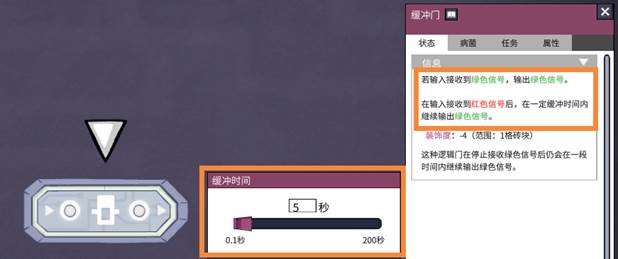 缓冲门
状态 病菌 任务 属性
信息
若输入接收到绿色信号，输出绿色信号。
在输入接收到红色信号后，在一定缓冲时间内
继续输出绿色信号。
装饰度：-4（范围：1格砖块）
这种逻辑门在停止接收绿色信号后仍会在一段
时间内继续输出绿色信号。
缓冲时间
5 秒
0.1秒 200秒